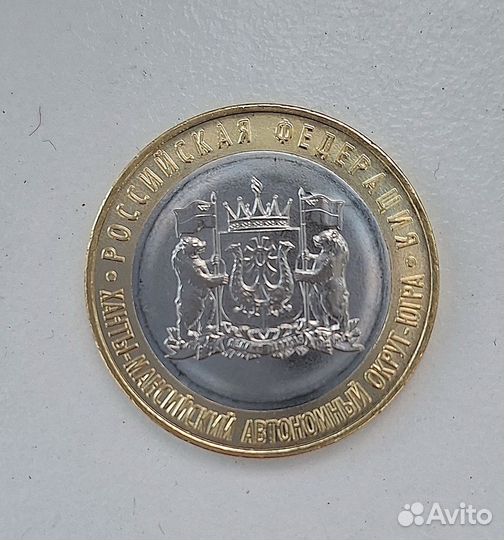 РОССИЙСКАЯ ФЕДЕРАЦИЯ
ХАНТЫ-МАНСИЙСКИЙ АВТОНОМНЫЙ ОКРУГ-ЮГРА
Avito